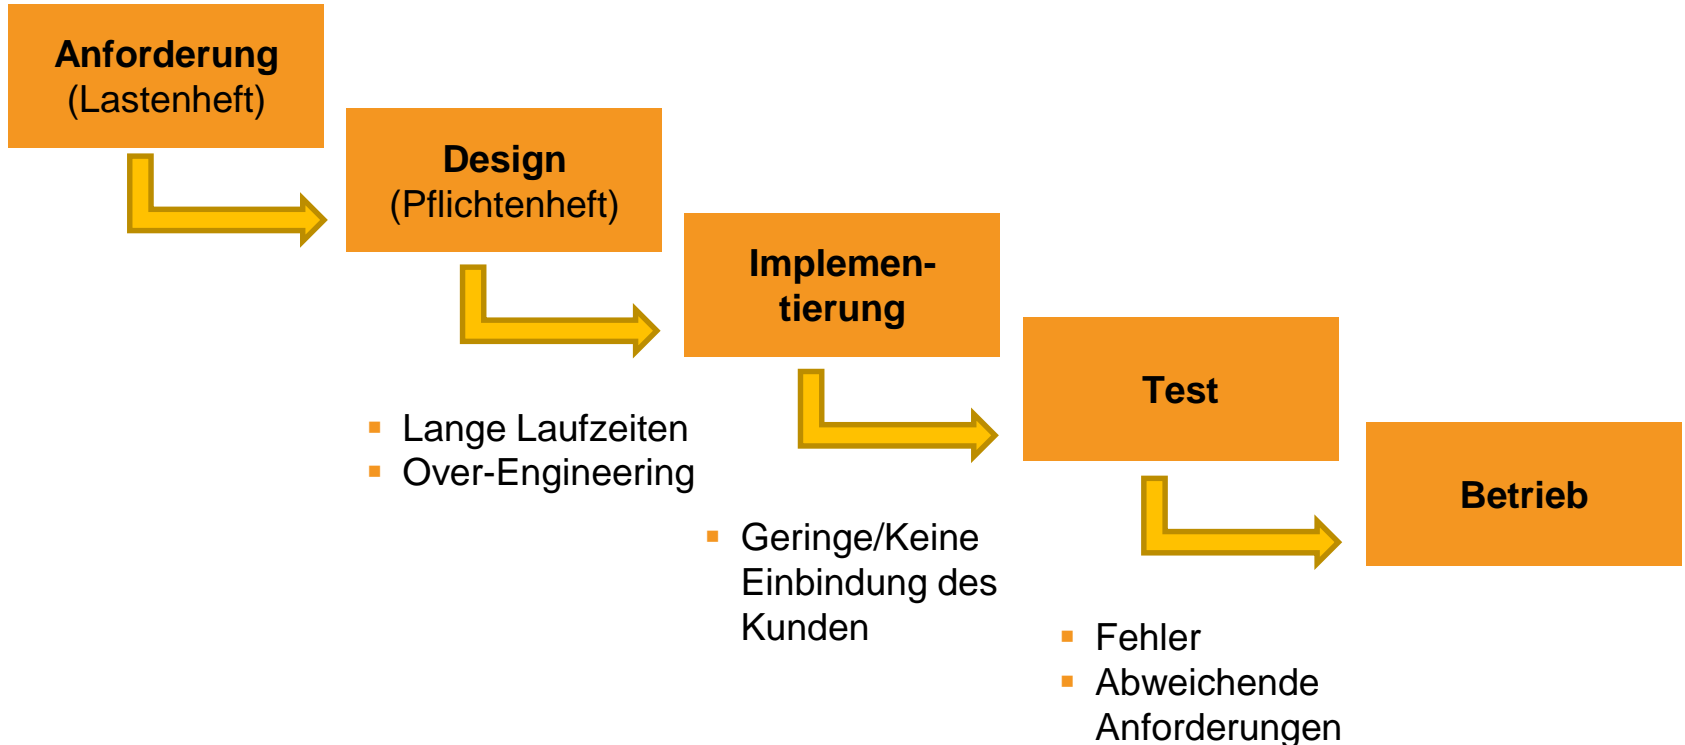 Anforderung
(Lastenheft)
Design
(Pflichtenheft)
Implemen-
tierung
Test
Betrieb
Lange Laufzeiten
Over-Engineering
Geringe/Keine
Einbindung des
Kunden
Fehler
Abweichende
Anforderungen